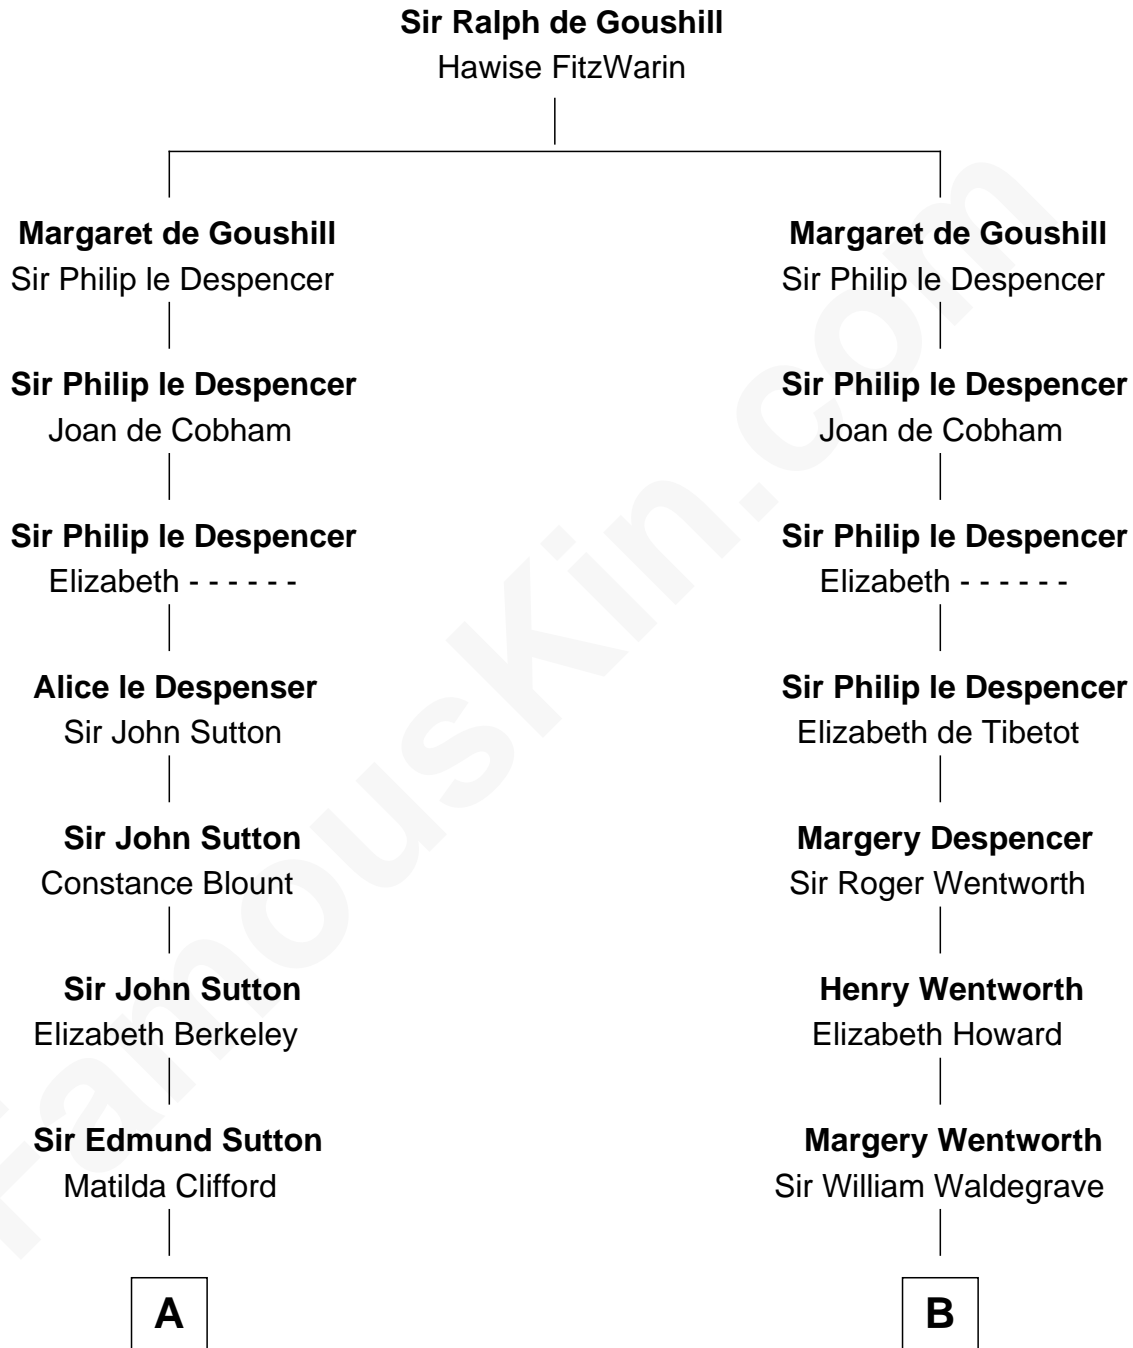 Sir Ralph de Goushill
Hawise FitzWarin
Margaret de Goushill
Sir Philip le Despencer
Sir Philip le Despencer
Joan de Cobham
Sir Philip le Despencer
Elizabeth - - - - - -
Alice le Despenser
Sir John Sutton
Sir John Sutton
Constance Blount
Sir John Sutton
Elizabeth Berkeley
Sir Edmund Sutton
Matilda Clifford
A
Margaret de Goushill
Sir Philip le Despencer
Sir Philip le Despencer
Joan de Cobham
Sir Philip le Despencer
Elizabeth - - - - - -
Sir Philip le Despencer
Elizabeth de Tibetot
Margery Despencer
Sir Roger Wentworth
Henry Wentworth
Elizabeth Howard
Margery Wentworth
Sir William Waldegrave
B
FamousKin.com